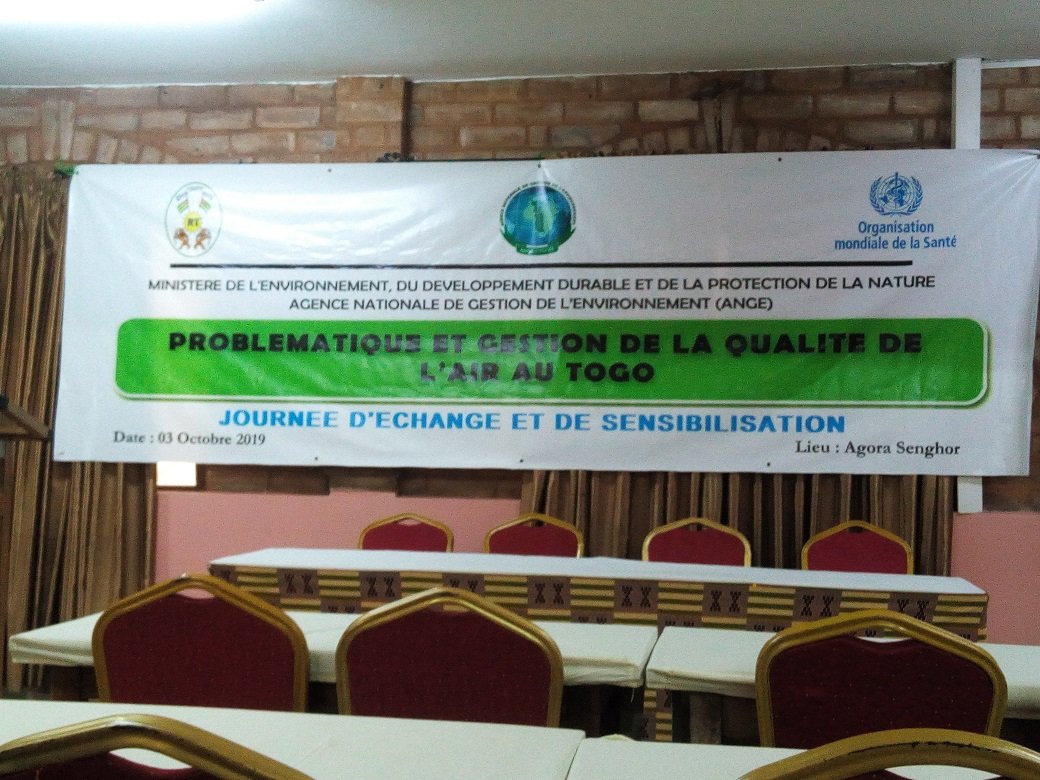 RT
Organisation
mondiale de la Santé
MINISTERE DE L'ENVIRONNEMENT, DU DEVELOPPEMENT DURABLE ET DE LA PROTECTION DE LA NATURE
AGENCE NATIONALE DE GESTION DE L'ENVIRONNEMENT (ANGE)
PROBLEMATIQUE ET GESTION DE LA QUALITE DE
L'AIR AU TOGO
JOURNEE D'ECHANGE ET DE SENSIBILISATION
Date : 03 Octobre 2019
Lieu : Agora Senghor